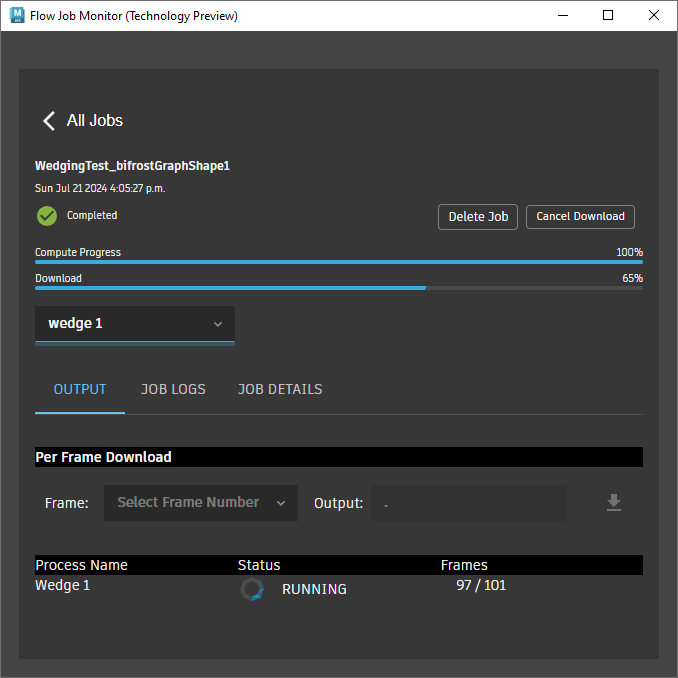 Flow Job Monitor (Technology Preview)
All Jobs
WedgingTest_bifrostGraphShape1
Sun Jul 21 2024 4:05:27 p.m.
Completed
Delete Job
Cancel Download
Compute Progress 100%
Download 65%
wedge 1
OUTPUT JOB LOGS JOB DETAILS
Per Frame Download
Frame: Select Frame Number Output: .
Process Name Status Frames
Wedge 1 RUNNING 97 / 101